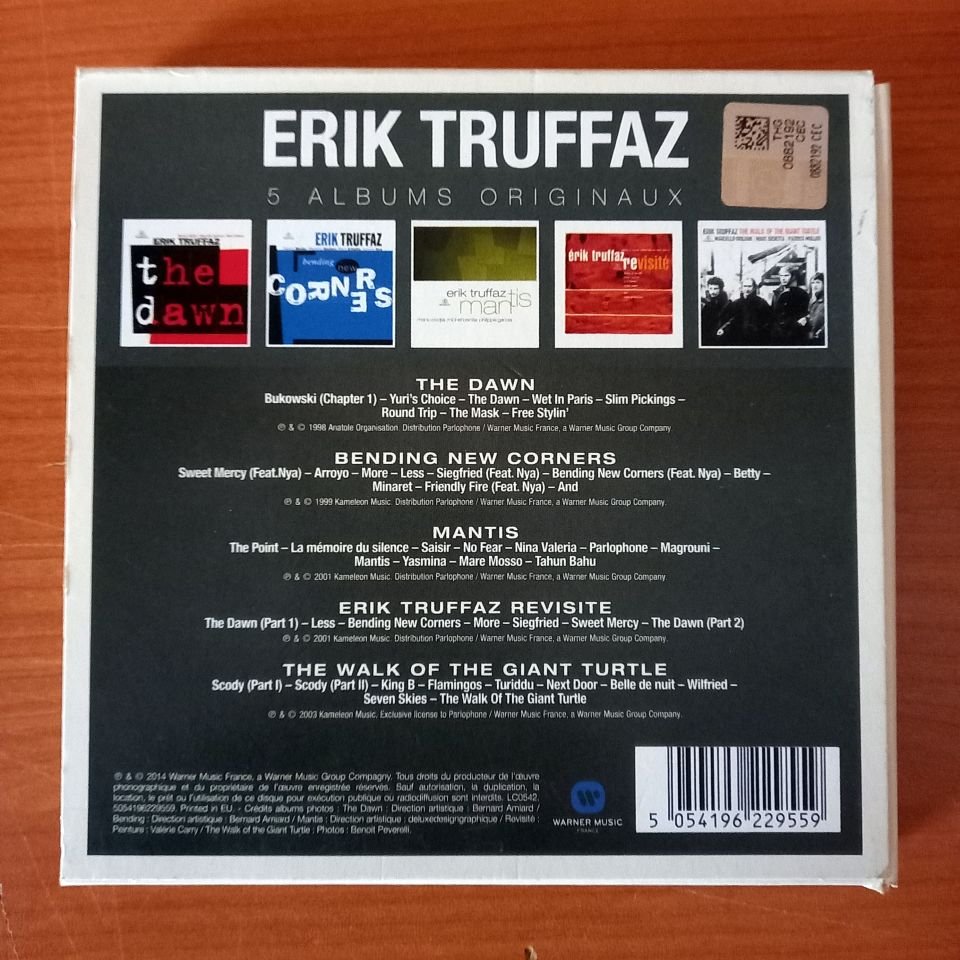 ERIK TRUFFAZ
5 ALBUMS ORIGINAUX
THG
0882192
CEC
0882192 CEC
ERIK TRUFFAZ
the
dawn
ERIK TRUFFAZ
bending new
CORNERS
erik truffaz
mantis
érik truffaz
revisité
ERIK TRUFFAZ THE WALK OF THE GIANT TURTLE
THE DAWN
Bukowski (Chapter 1) – Yuri's Choice – The Dawn – Wet In Paris – Slim Pickings –
Round Trip – The Mask – Free Stylin'
℗ & © 1998 Anatole Organisation. Distribution Parlophone / Warner Music France, a Warner Music Group Company.
BENDING NEW CORNERS
Sweet Mercy (Feat.Nya) – Arroyo – More – Less – Siegfried (Feat. Nya) – Bending New Corners (Feat. Nya) – Betty –
Minaret – Friendly Fire (Feat. Nya) – And
℗ & © 1999 Kameleon Music. Distribution Parlophone / Warner Music France, a Warner Music Group Company.
MANTIS
The Point – La mémoire du silence – Saisir – No Fear – Nina Valeria – Parlophone – Magrouni –
Mantis – Yasmina – Mare Mosso – Tahun Bahu
℗ & © 2001 Kameleon Music. Distribution Parlophone / Warner Music France, a Warner Music Group Company.
ERIK TRUFFAZ REVISITE
The Dawn (Part 1) – Less – Bending New Corners – More – Siegfried – Sweet Mercy – The Dawn (Part 2)
℗ & © 2001 Kameleon Music. Distribution Parlophone / Warner Music France, a Warner Music Group Company.
THE WALK OF THE GIANT TURTLE
Scody (Part I) – Scody (Part II) – King B – Flamingos – Turiddu – Next Door – Belle de nuit – Wilfried –
Seven Skies – The Walk Of The Giant Turtle
℗ & © 2003 Kameleon Music. Exclusive license to Parlophone / Warner Music France, a Warner Music Group Company.
℗ & © 2014 Warner Music France, a Warner Music Group Compagny. Tous droits du producteur de l'œuvre
phonographique et du propriétaire de l'œuvre enregistrée réservés. Sauf autorisation, la duplication, la
location, le prêt ou l'utilisation de ce disque pour exécution publique ou radiodiffusion sont interdits. LC0542.
5054196229559. Printed in EU. - Crédits albums photos : The Dawn : Direction artistique : Bernard Amiard /
Bending : Direction artistique : Bernard Amiard / Mantis : Direction artistique : deluxedesigngraphique / Revisité :
Peinture : Valérie Carry / The Walk of the Giant Turtle : Photos : Benoit Peverelli.
WARNER MUSIC
FRANCE
5 054196 229559